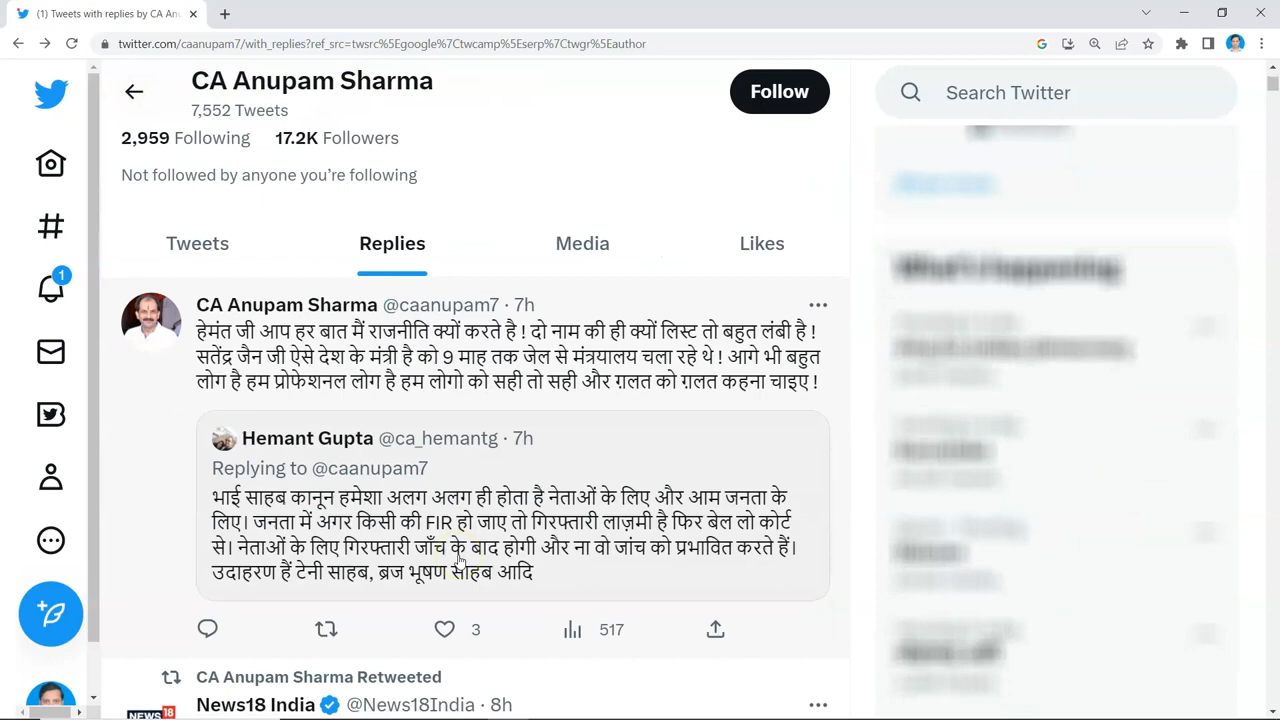 (1) Tweets with replies by CA Anu
twitter.com/caanupam7/with_replies?ref_src=twsrc%5Egoogle%7Ctwcamp%5Eserp%7Ctwgr%5Eauthor
CA Anupam Sharma
7,552 Tweets
Follow
Search Twitter
2,959 Following 17.2K Followers
Not followed by anyone you’re following
Tweets Replies Media Likes
1
CA Anupam Sharma @caanupam7 · 7h
हेमंत जी आप हर बात मैं राजनीति क्यों करते है ! दो नाम की ही क्यों लिस्ट तो बहुत लंबी है !
सतेंद्र जैन जी ऐसे देश के मंत्री है को 9 माह तक जेल से मंत्रयालय चला रहे थे ! आगे भी बहुत
लोग है हम प्रोफेशनल लोग है हम लोगो को सही तो सही और ग़लत को ग़लत कहना चाइए !
Hemant Gupta @ca_hemantg · 7h
Replying to @caanupam7
भाई साहब कानून हमेशा अलग अलग ही होता है नेताओं के लिए और आम जनता के
लिए। जनता में अगर किसी की FIR हो जाए तो गिरफ्तारी लाज़मी है फिर बेल लो कोर्ट
से। नेताओं के लिए गिरफ्तारी जाँच के बाद होगी और ना वो जांच को प्रभावित करते हैं।
उदाहरण हैं टेनी साहब, ब्रज भूषण साहब आदि
3 517
CA Anupam Sharma Retweeted
News18 India @News18India · 8h
NEWS 18